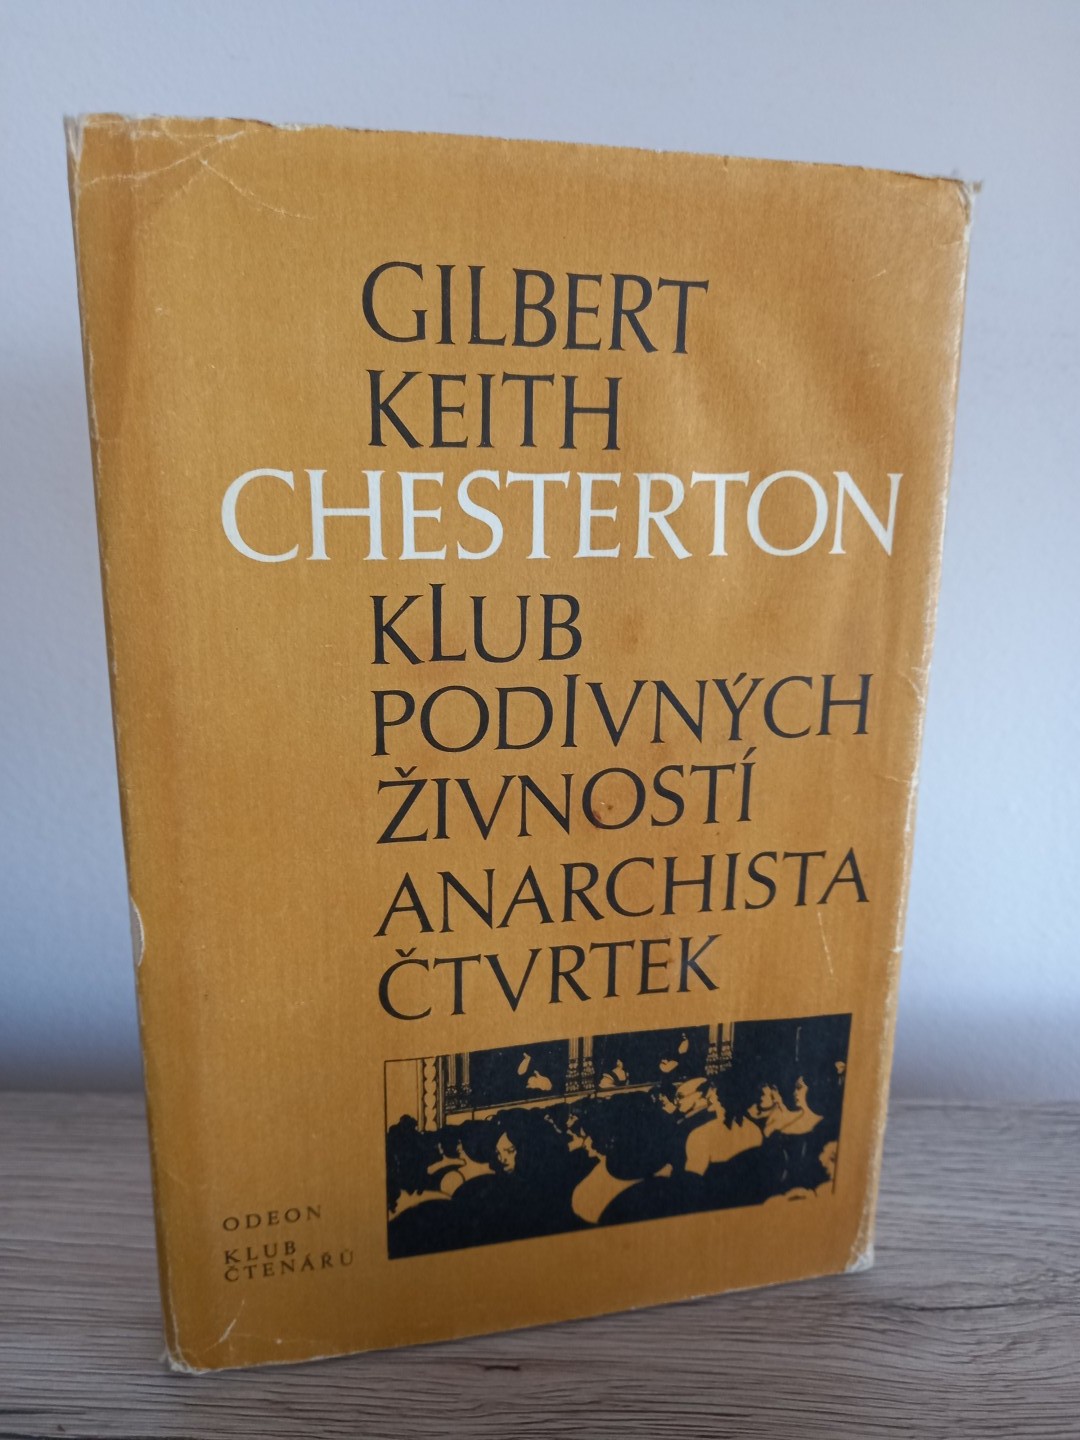 GILBERT
KEITH
CHESTERTON
KLUB
PODIVNÝCH
ŽIVNOSTÍ
ANARCHISTA
ČTVRTEK
ODEON
KLUB
ČTENÁŘŮ